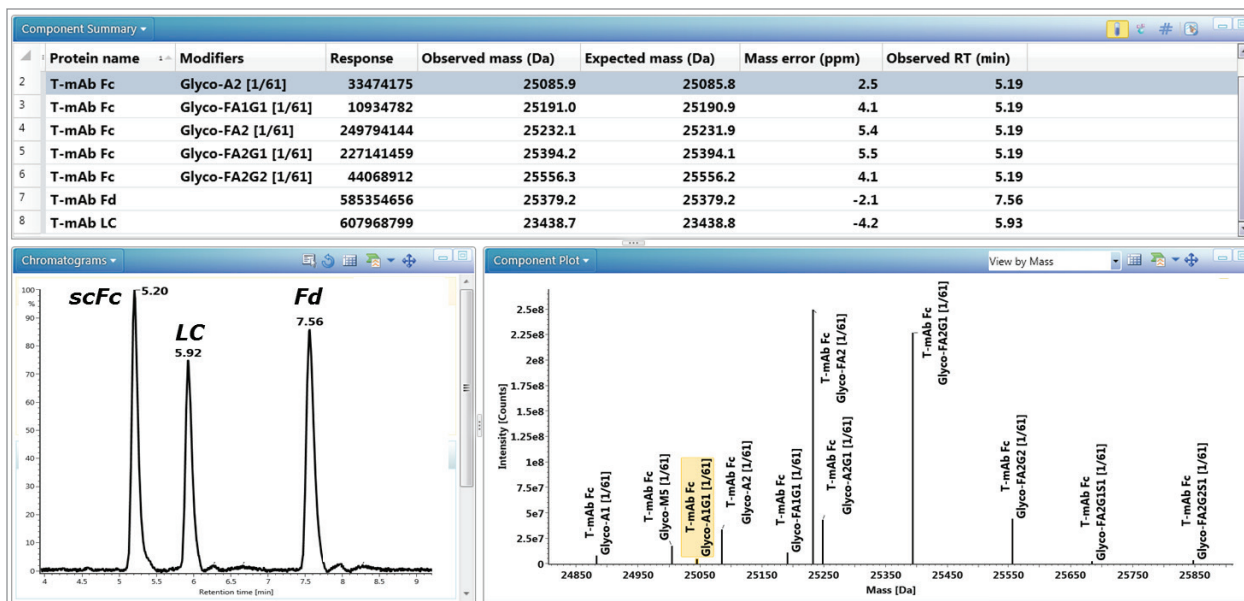 Component Summary
Protein name Modifiers Response Observed mass (Da) Expected mass (Da) Mass error (ppm) Observed RT (min)
2 T-mAb Fc Glyco-A2 [1/61] 33474175 25085.9 25085.8 2.5 5.19
3 T-mAb Fc Glyco-FA1G1 [1/61] 10934782 25191.0 25190.9 4.1 5.19
4 T-mAb Fc Glyco-FA2 [1/61] 249794144 25232.1 25231.9 5.4 5.19
5 T-mAb Fc Glyco-FA2G1 [1/61] 227141459 25394.2 25394.1 5.5 5.19
6 T-mAb Fc Glyco-FA2G2 [1/61] 44068912 25556.3 25556.2 4.1 5.19
7 T-mAb Fd 585354656 25379.2 25379.2 -2.1 7.56
8 T-mAb LC 607968799 23438.7 23438.8 -4.2 5.93
Chromatograms
100
%
90
80
70
60
50
40
30
20
10
0
scFc
5.20
LC
5.92
Fd
7.56
4 4.5 5 5.5 6 6.5 7 7.5 8 8.5 9
Retention time [min]
Component Plot
View by Mass
Intensity [Counts]
2.5e8
2.25e8
2e8
1.75e8
1.5e8
1.25e8
1e8
7.5e7
5e7
2.5e7
0
T-mAb Fc
Glyco-A1 [1/61]
T-mAb Fc
Glyco-M5 [1/61]
T-mAb Fc
Glyco-A1G1 [1/61]
T-mAb Fc
Glyco-A2 [1/61]
T-mAb Fc
Glyco-FA1G1 [1/61]
T-mAb Fc
Glyco-FA2 [1/61]
T-mAb Fc
Glyco-A2G1 [1/61]
T-mAb Fc
Glyco-FA2G1 [1/61]
T-mAb Fc
Glyco-FA2G2 [1/61]
T-mAb Fc
Glyco-FA2G1S1 [1/61]
T-mAb Fc
Glyco-FA2G2S1 [1/61]
24850 24950 25050 25150 25250 25350 25450 25550 25650 25750 25850
Mass [Da]